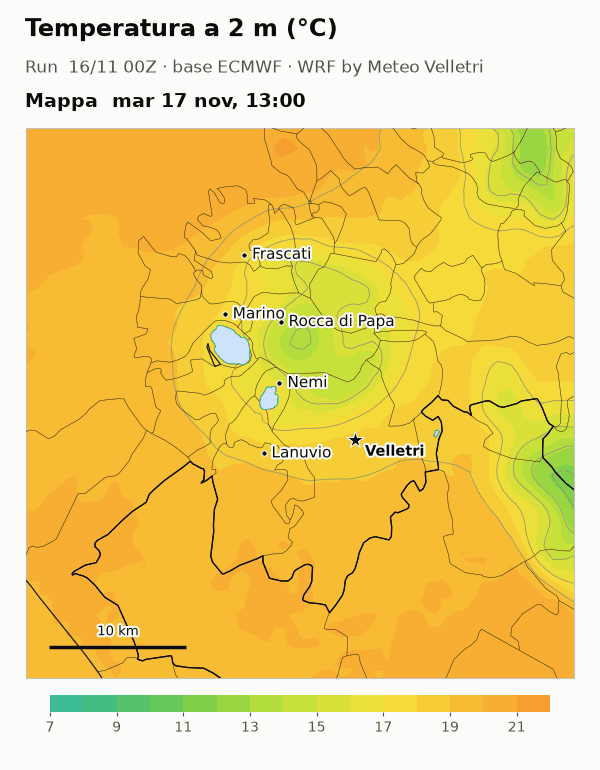 Temperatura a 2 m (°C)
Run  16/11 00Z · base ECMWF · WRF by Meteo Velletri
Mappa  mar 17 nov, 13:00
Frascati
Marino
Rocca di Papa
Nemi
Velletri
Lanuvio
10 km
7 9 11 13 15 17 19 21